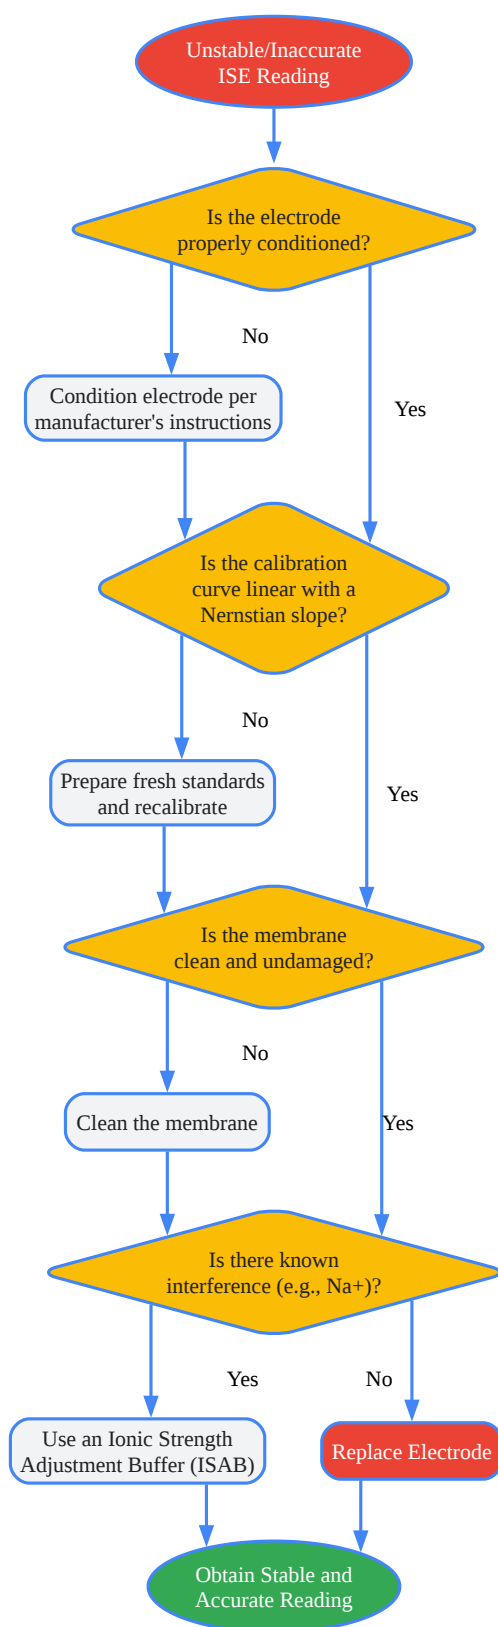 Unstable/Inaccurate
ISE Reading
Is the electrode
properly conditioned?
No
Condition electrode per
manufacturer's instructions
Yes
Is the calibration
curve linear with a
Nernstian slope?
No
Prepare fresh standards
and recalibrate
Yes
Is the membrane
clean and undamaged?
No
Clean the membrane
Yes
Is there known
interference (e.g., Na+)?
Yes
No
Use an Ionic Strength
Adjustment Buffer (ISAB)
Replace Electrode
Obtain Stable and
Accurate Reading